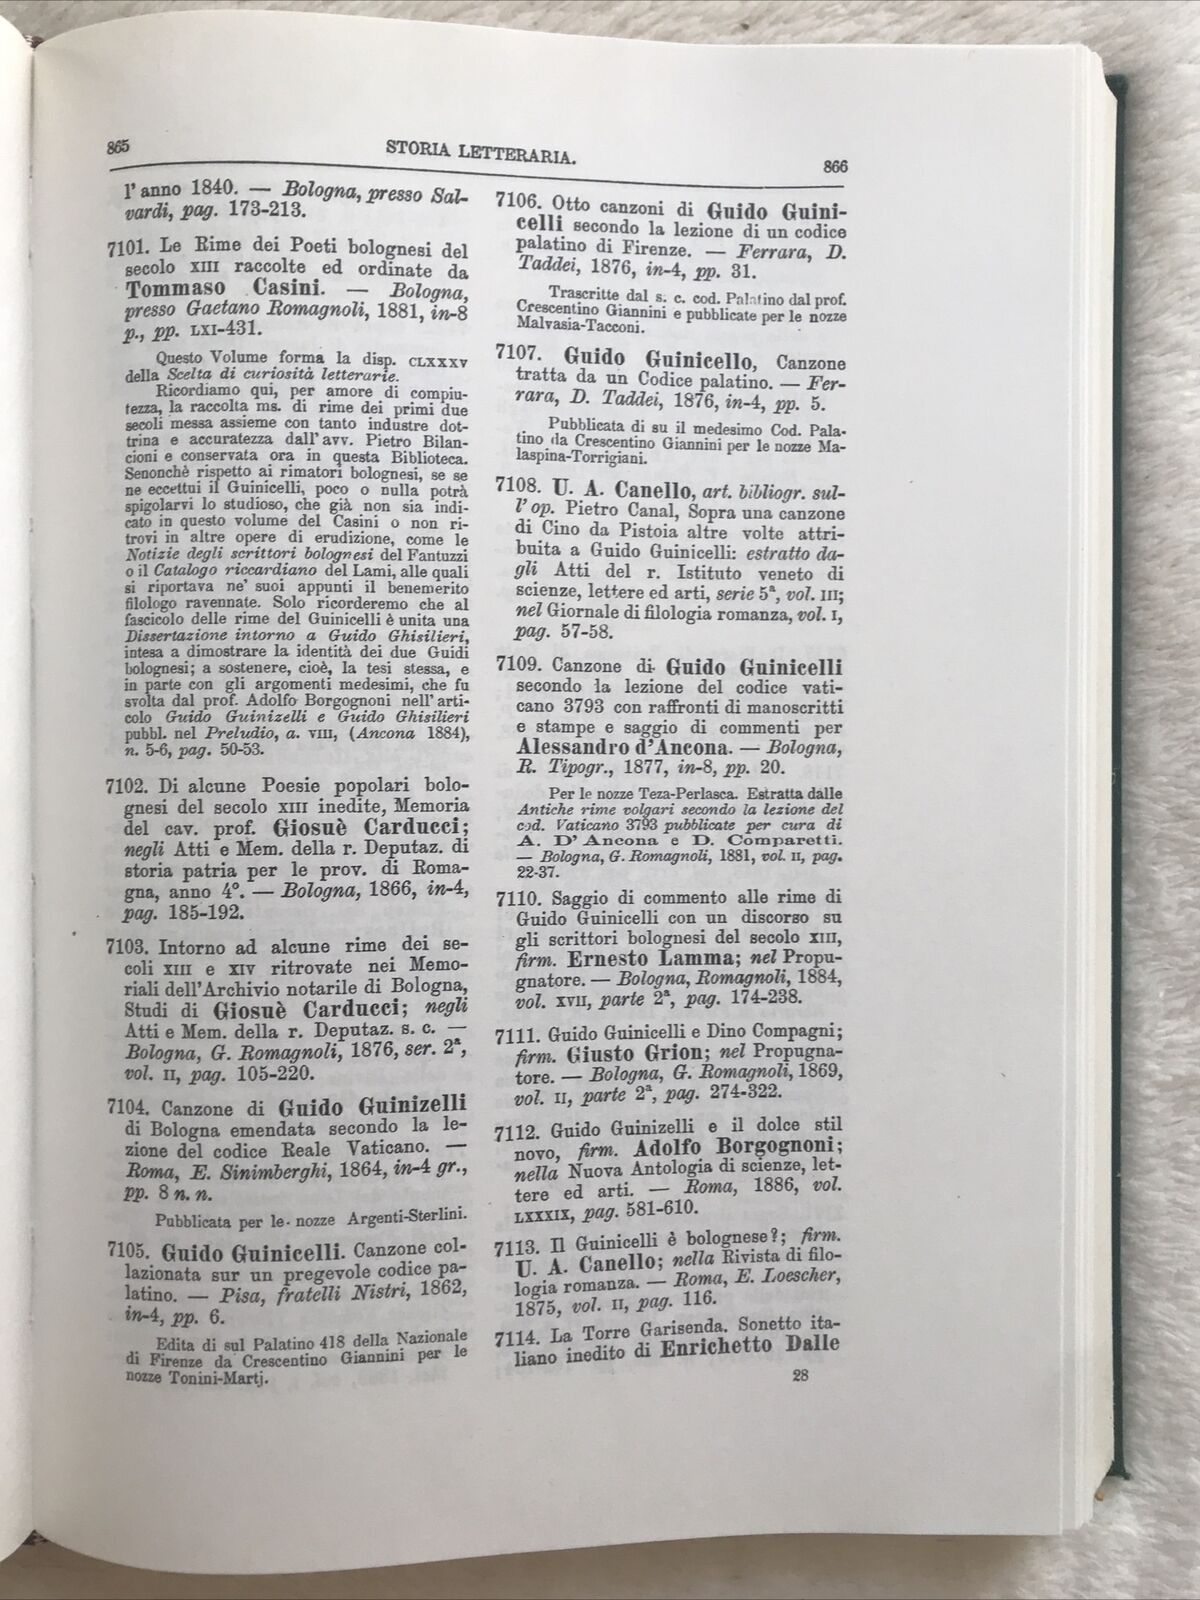 865
STORIA LETTERARIA.
866
l' anno 1840. — Bologna, presso Sal-
vardi, pag. 173-213.
7101. Le Rime dei Poeti bolognesi del
secolo XIII raccolte ed ordinate da
Tommaso Casini. — Bologna,
presso Gaetano Romagnoli, 1881, in-8
p., pp. LXI-431.
Questo Volume forma la disp. CLXXXV
della Scelta di curiosità letterarie.
Ricordiamo qui, per amore di compiu-
tezza, la raccolta ms. di rime dei primi due
secoli messa assieme con tanto industre dot-
trina e accuratezza dall' avv. Pietro Bilan-
cioni e conservata ora in questa Biblioteca.
Senonchè rispetto ai rimatori bolognesi, se se
ne eccettui il Guinicelli, poco o nulla potrà
spigolarvi lo studioso, che già non sia indi-
cato in questo volume del Casini o non ri-
trovi in altre opere di erudizione, come le
Notizie degli scrittori bolognesi del Fantuzzi
o il Catalogo riccardiano del Lami, alle quali
si riportava ne' suoi appunti il benemerito
filologo ravennate. Solo ricorderemo che al
fascicolo delle rime del Guinicelli è unita una
Dissertazione intorno a Guido Ghisilieri,
intesa a dimostrare la identità dei due Guidi
bolognesi; a sostenere, cioè, la tesi stessa, e
in parte con gli argomenti medesimi, che fu
svolta dal prof. Adolfo Borgognoni nell' arti-
colo Guido Guinizelli e Guido Ghisilieri
pubbl. nel Preludio, a. VIII, (Ancona 1884),
n. 5-6, pag. 50-53.
7102. Di alcune Poesie popolari bolo-
gnesi del secolo XIII inedite, Memoria
del cav. prof. Giosuè Carducci;
negli Atti e Mem. della r. Deputaz. di
storia patria per le prov. di Roma-
gna, anno 4°. — Bologna, 1866, in-4,
pag. 185-192.
7103. Intorno ad alcune rime dei se-
coli XIII e XIV ritrovate nei Memo-
riali dell'Archivio notarile di Bologna,
Studi di Giosuè Carducci; negli
Atti e Mem. della r. Deputaz. s. c. —
Bologna, G. Romagnoli, 1876, ser. 2ª,
vol. II, pag. 105-220.
7104. Canzone di Guido Guinizelli
di Bologna emendata secondo la le-
zione del codice Reale Vaticano. —
Roma, E. Sinimberghi, 1864, in-4 gr.,
pp. 8 n. n.
Pubblicata per le nozze Argenti-Sterlini.
7105. Guido Guinicelli. Canzone col-
lazionata sur un pregevole codice pa-
latino. — Pisa, fratelli Nistri, 1862,
in-4, pp. 6.
Edita di sul Palatino 418 della Nazionale
di Firenze da Crescentino Giannini per le
nozze Tonini-Martj.
7106. Otto canzoni di Guido Guini-
celli secondo la lezione di un codice
palatino di Firenze. — Ferrara, D.
Taddei, 1876, in-4, pp. 31.
Trascritte dal s. c. cod. Palatino dal prof.
Crescentino Giannini e pubblicate per le nozze
Malvasia-Tacconi.
7107. Guido Guinicello, Canzone
tratta da un Codice palatino. — Fer-
rara, D. Taddei, 1876, in-4, pp. 5.
Pubblicata di su il medesimo Cod. Pala-
tino da Crescentino Giannini per le nozze Ma-
laspina-Torrigiani.
7108. U. A. Canello, art. bibliogr. sul-
l' op. Pietro Canal, Sopra una canzone
di Cino da Pistoia altre volte attri-
buita a Guido Guinicelli: estratto da-
gli Atti del r. Istituto veneto di
scienze, lettere ed arti, serie 5ª, vol. III;
nel Giornale di filologia romanza, vol. I,
pag. 57-58.
7109. Canzone di Guido Guinicelli
secondo la lezione del codice vati-
cano 3793 con raffronti di manoscritti
e stampe e saggio di commenti per
Alessandro d'Ancona. — Bologna,
R. Tipogr., 1877, in-8, pp. 20.
Per le nozze Teza-Perlasca. Estratta dalle
Antiche rime volgari secondo la lezione del
cod. Vaticano 3793 pubblicate per cura di
A. D' Ancona e D. Comparetti.
— Bologna, G. Romagnoli, 1881, vol. II, pag.
22-37.
7110. Saggio di commento alle rime di
Guido Guinicelli con un discorso su
gli scrittori bolognesi del secolo XIII,
firm. Ernesto Lamma; nel Propu-
gnatore. — Bologna, Romagnoli, 1884,
vol. XVII, parte 2ª, pag. 174-238.
7111. Guido Guinicelli e Dino Compagni;
firm. Giusto Grion; nel Propugna-
tore. — Bologna, G. Romagnoli, 1869,
vol. II, parte 2ª, pag. 274-322.
7112. Guido Guinizelli e il dolce stil
novo, firm. Adolfo Borgognoni;
nella Nuova Antologia di scienze, let-
tere ed arti. — Roma, 1886, vol.
LXXXIX, pag. 581-610.
7113. Il Guinicelli è bolognese?; firm.
U. A. Canello; nella Rivista di filo-
logia romanza. — Roma, E. Loescher,
1875, vol. II, pag. 116.
7114. La Torre Garisenda. Sonetto ita-
liano inedito di Enrichetto Dalle
28